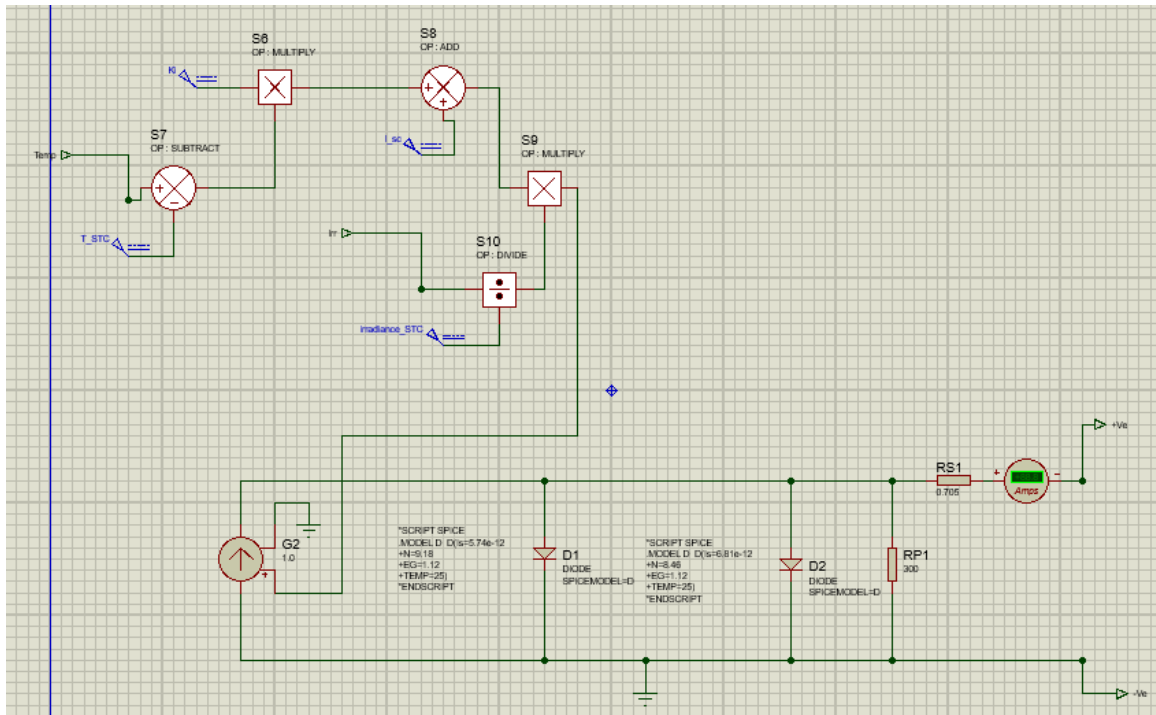 S6
OP : MULTIPLY
Ki
S8
OP : ADD
I_sc
S7
OP : SUBTRACT
Temp
T_STC
S9
OP : MULTIPLY
Irr
S10
OP : DIVIDE
irradiance_STC
+Ve
RS1
0.705
Amps
G2
1.0
*SCRIPT SPICE
.MODEL D D(Is=5.74e-12
+N=9.18
+EG=1.12
+TEMP=25)
*ENDSCRIPT
D1
DIODE
SPICEMODEL=D
*SCRIPT SPICE
.MODEL D D(Is=6.81e-12
+N=8.46
+EG=1.12
+TEMP=25)
*ENDSCRIPT
D2
DIODE
SPICEMODEL=D
RP1
300
-Ve